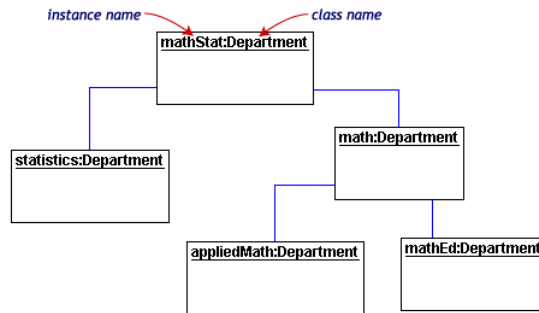 instance name
class name
mathStat:Department
statistics:Department
math:Department
appliedMath:Department
mathEd:Department